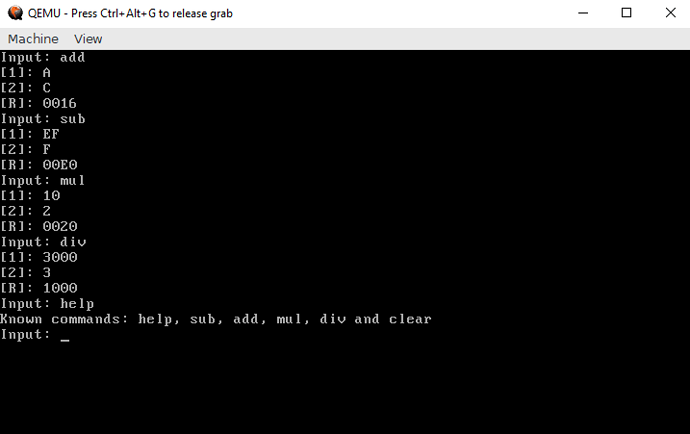 QEMU - Press Ctrl+Alt+G to release grab
Machine View
Input: add
[1]: A
[2]: C
[R]: 0016
Input: sub
[1]: EF
[2]: F
[R]: 00E0
Input: mul
[1]: 10
[2]: 2
[R]: 0020
Input: div
[1]: 3000
[2]: 3
[R]: 1000
Input: help
Known commands: help, sub, add, mul, div and clear
Input: _